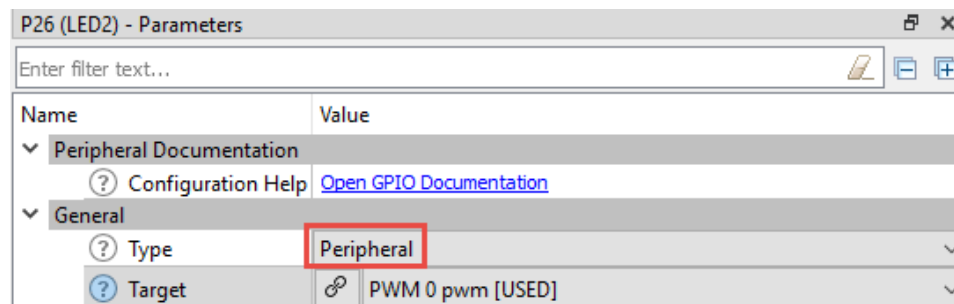 P26 (LED2) - Parameters
Enter filter text...
Name Value
Peripheral Documentation
? Configuration Help Open GPIO Documentation
General
? Type Peripheral
? Target PWM 0 pwm [USED]